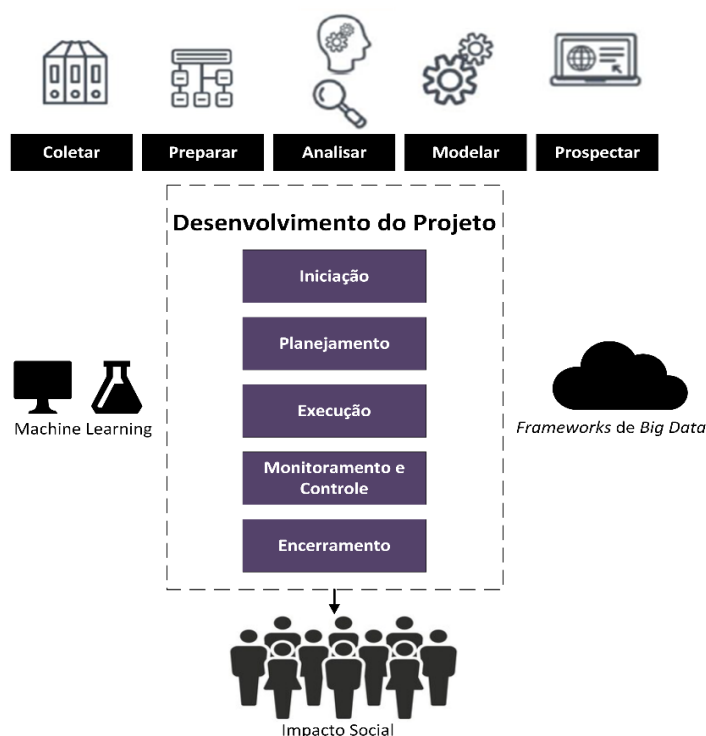 Coletar
Preparar
Analisar
Modelar
Prospectar
Desenvolvimento do Projeto
Iniciação
Planejamento
Execução
Monitoramento e
Controle
Encerramento
Machine Learning
Frameworks de Big Data
Impacto Social